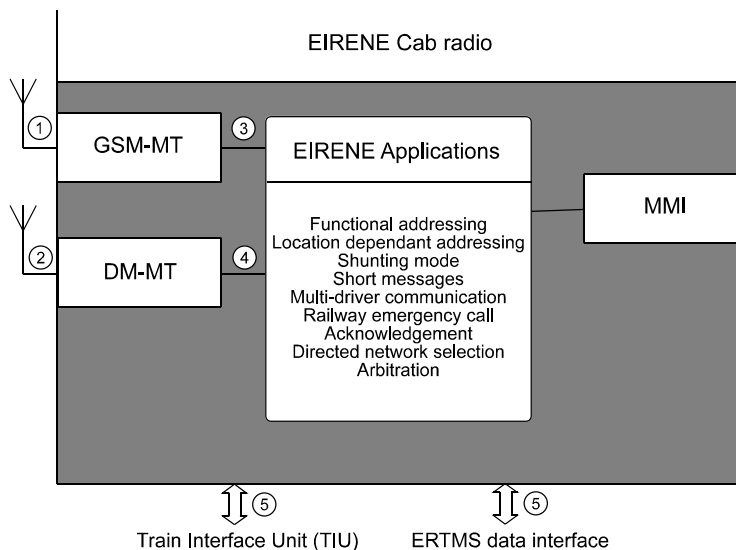 EIRENE Cab radio
1
GSM-MT
3
EIRENE Applications
MMI
Functional addressing
Location dependant addressing
Shunting mode
Short messages
Multi-driver communication
Railway emergency call
Acknowledgement
Directed network selection
Arbitration
2
DM-MT
4
5
5
Train Interface Unit (TIU)
ERTMS data interface